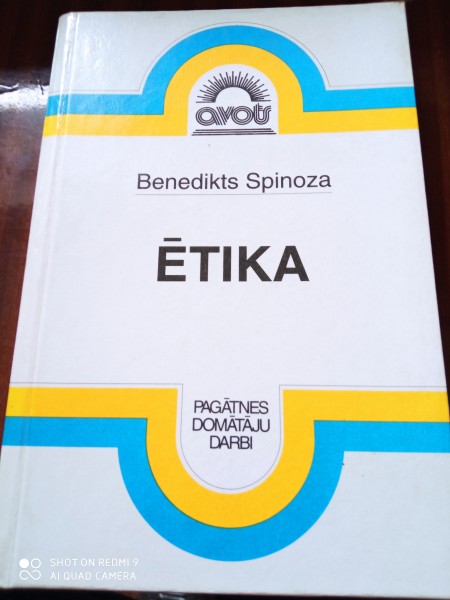 avots
Benedikts Spinoza
ĒTIKA
PAGĀTNES
DOMĀTĀJU
DARBI
SHOT ON REDMI 9
AI QUAD CAMERA